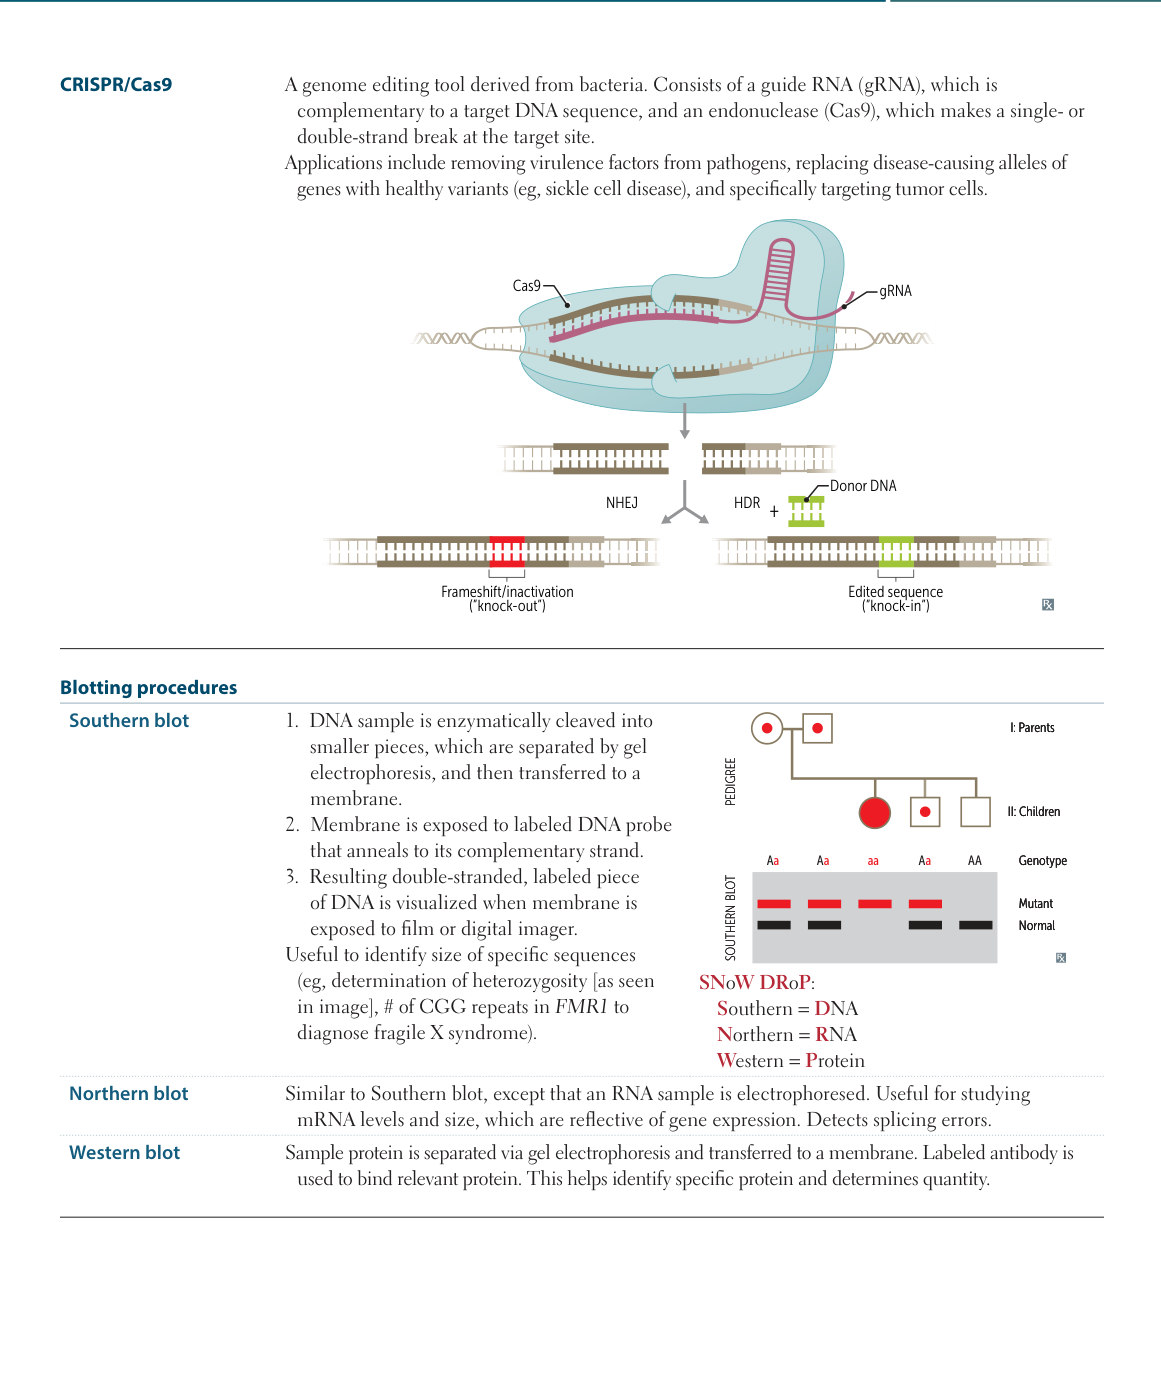 CRISPR/Cas9
A genome editing tool derived from bacteria. Consists of a guide RNA (gRNA), which is
complementary to a target DNA sequence, and an endonuclease (Cas9), which makes a single- or
double-strand break at the target site.
Applications include removing virulence factors from pathogens, replacing disease-causing alleles of
genes with healthy variants (eg, sickle cell disease), and specifically targeting tumor cells.
Cas9
gRNA
Donor DNA
NHEJ
HDR
+
Frameshift/inactivation
("knock-out")
Edited sequence
("knock-in")
Rx
Blotting procedures
Southern blot
1. DNA sample is enzymatically cleaved into
smaller pieces, which are separated by gel
electrophoresis, and then transferred to a
membrane.
2. Membrane is exposed to labeled DNA probe
that anneals to its complementary strand.
3. Resulting double-stranded, labeled piece
of DNA is visualized when membrane is
exposed to film or digital imager.
Useful to identify size of specific sequences
(eg, determination of heterozygosity [as seen
in image], # of CGG repeats in FMR1 to
diagnose fragile X syndrome).
PEDIGREE
I: Parents
II: Children
Aa Aa aa Aa AA Genotype
SOUTHERN BLOT
Mutant
Normal
Rx
SNoW DRoP:
Southern = DNA
Northern = RNA
Western = Protein
Northern blot
Similar to Southern blot, except that an RNA sample is electrophoresed. Useful for studying
mRNA levels and size, which are reflective of gene expression. Detects splicing errors.
Western blot
Sample protein is separated via gel electrophoresis and transferred to a membrane. Labeled antibody is
used to bind relevant protein. This helps identify specific protein and determines quantity.